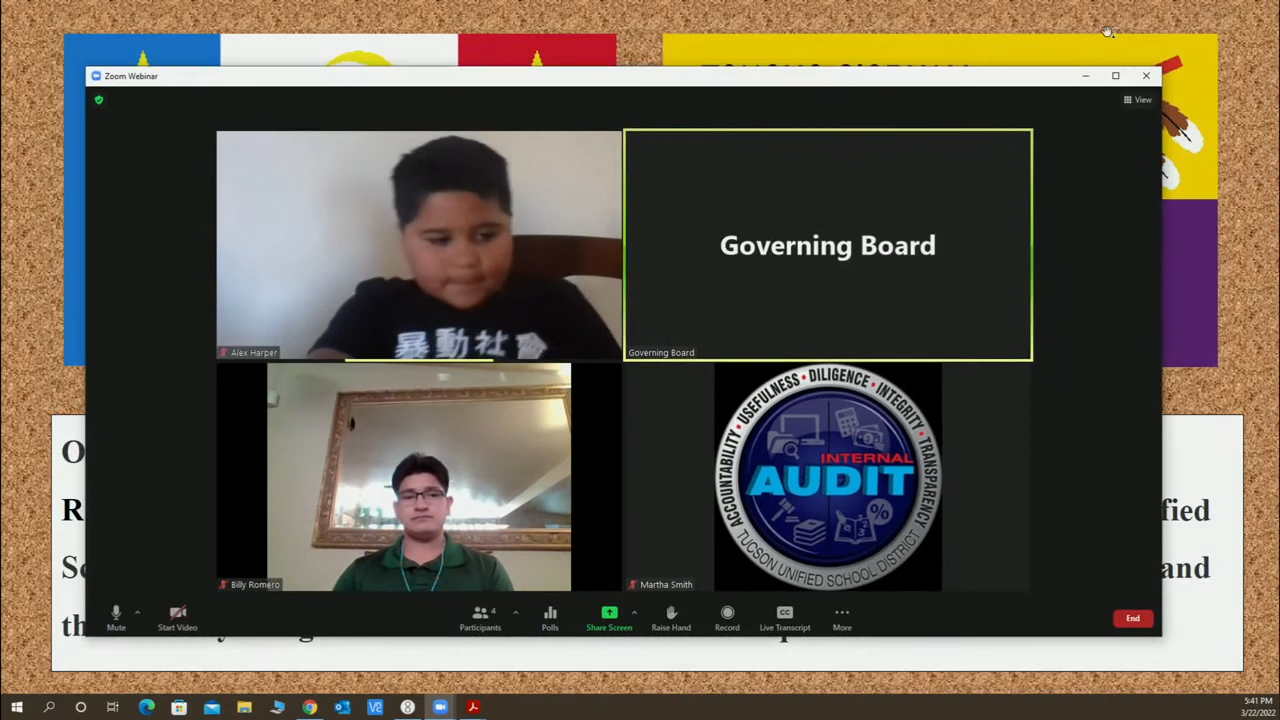 Zoom Webinar
View
暴動社會
Alex Harper
Governing Board
Governing Board
ACCOUNTABILITY • USEFULNESS • DILIGENCE • INTEGRITY • TRANSPARENCY
INTERNAL
AUDIT
%
TUCSON UNIFIED SCHOOL DISTRICT
Billy Romero
Martha Smith
Mute
Start Video
4
Participants
Polls
Share Screen
Raise Hand
Record
CC
Live Transcript
More
End
fied
and
5:41 PM
3/22/2022